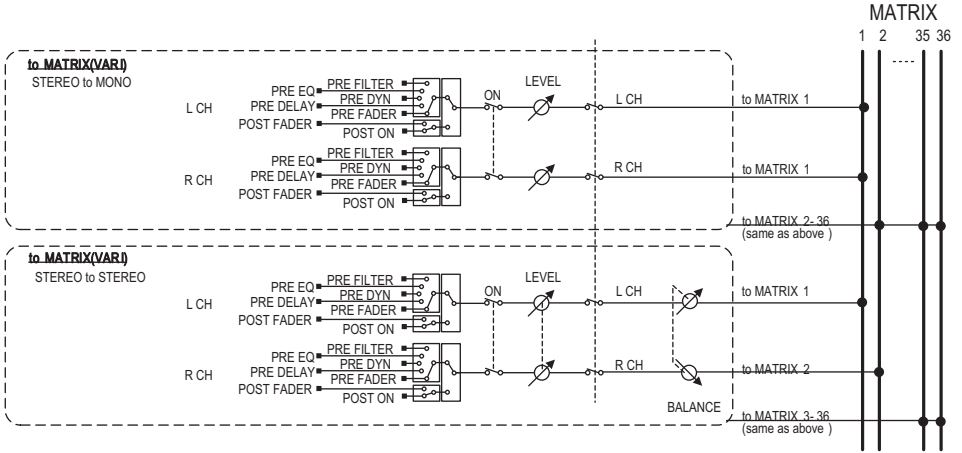 MATRIX
1 2 ..... 35 36
to MATRIX(VARI)
STEREO to MONO
L CH
PRE FILTER
PRE EQ
PRE DYN
PRE DELAY
PRE FADER
POST FADER
POST ON
ON
LEVEL
L CH
to MATRIX 1
R CH
PRE FILTER
PRE EQ
PRE DYN
PRE DELAY
PRE FADER
POST FADER
POST ON
R CH
to MATRIX 1
to MATRIX 2-36
(same as above )
to MATRIX(VARI)
STEREO to STEREO
L CH
PRE FILTER
PRE EQ
PRE DYN
PRE DELAY
PRE FADER
POST FADER
POST ON
ON
LEVEL
L CH
to MATRIX 1
R CH
PRE FILTER
PRE EQ
PRE DYN
PRE DELAY
PRE FADER
POST FADER
POST ON
R CH
to MATRIX 2
BALANCE
to MATRIX 3-36
(same as above )